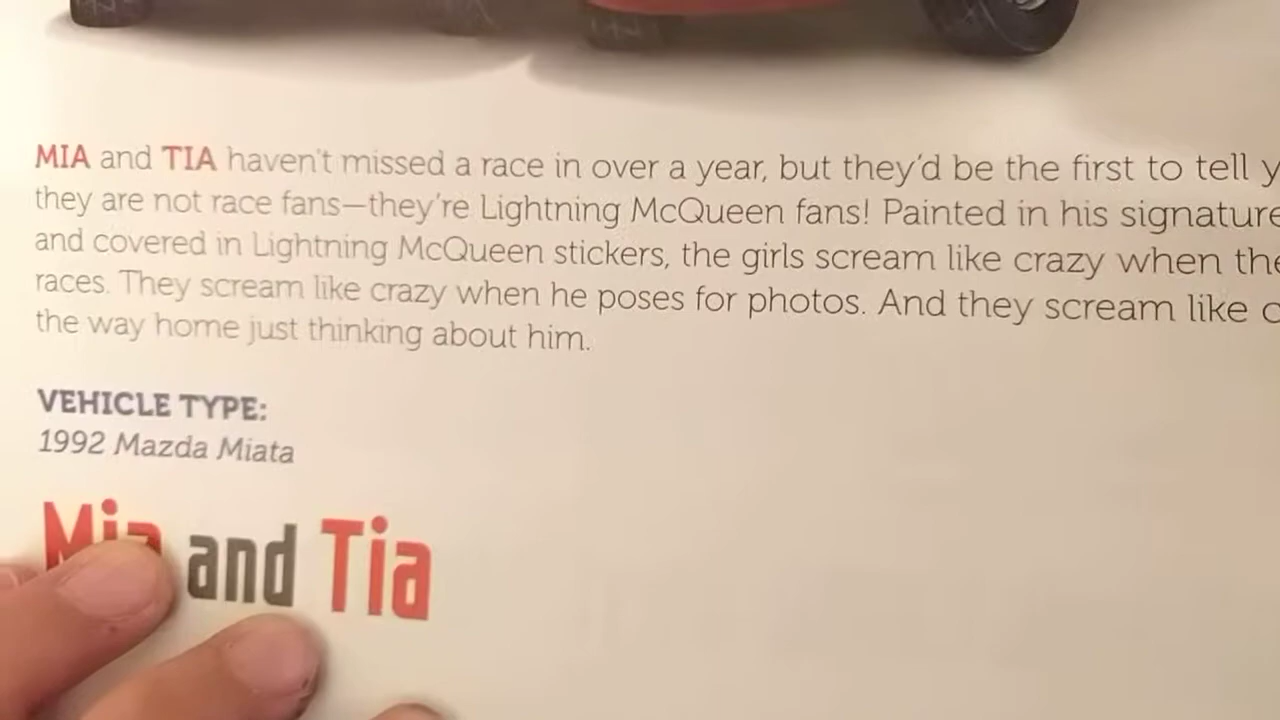 MIA and TIA haven't missed a race in over a year, but they'd be the first to tell
they are not race fans—they're Lightning McQueen fans! Painted in his signature
and covered in Lightning McQueen stickers, the girls scream like crazy when
races. They scream like crazy when he poses for photos. And they scream like
the way home just thinking about him.
VEHICLE TYPE:
1992 Mazda Miata
Mia and Tia